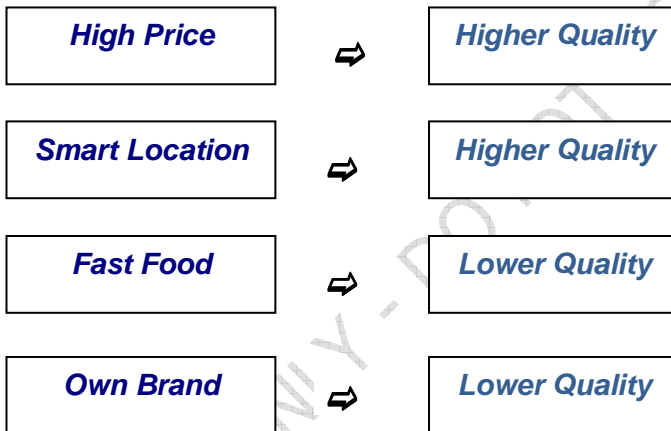 High Price ⇨ Higher Quality
Smart Location ⇨ Higher Quality
Fast Food ⇨ Lower Quality
Own Brand ⇨ Lower Quality